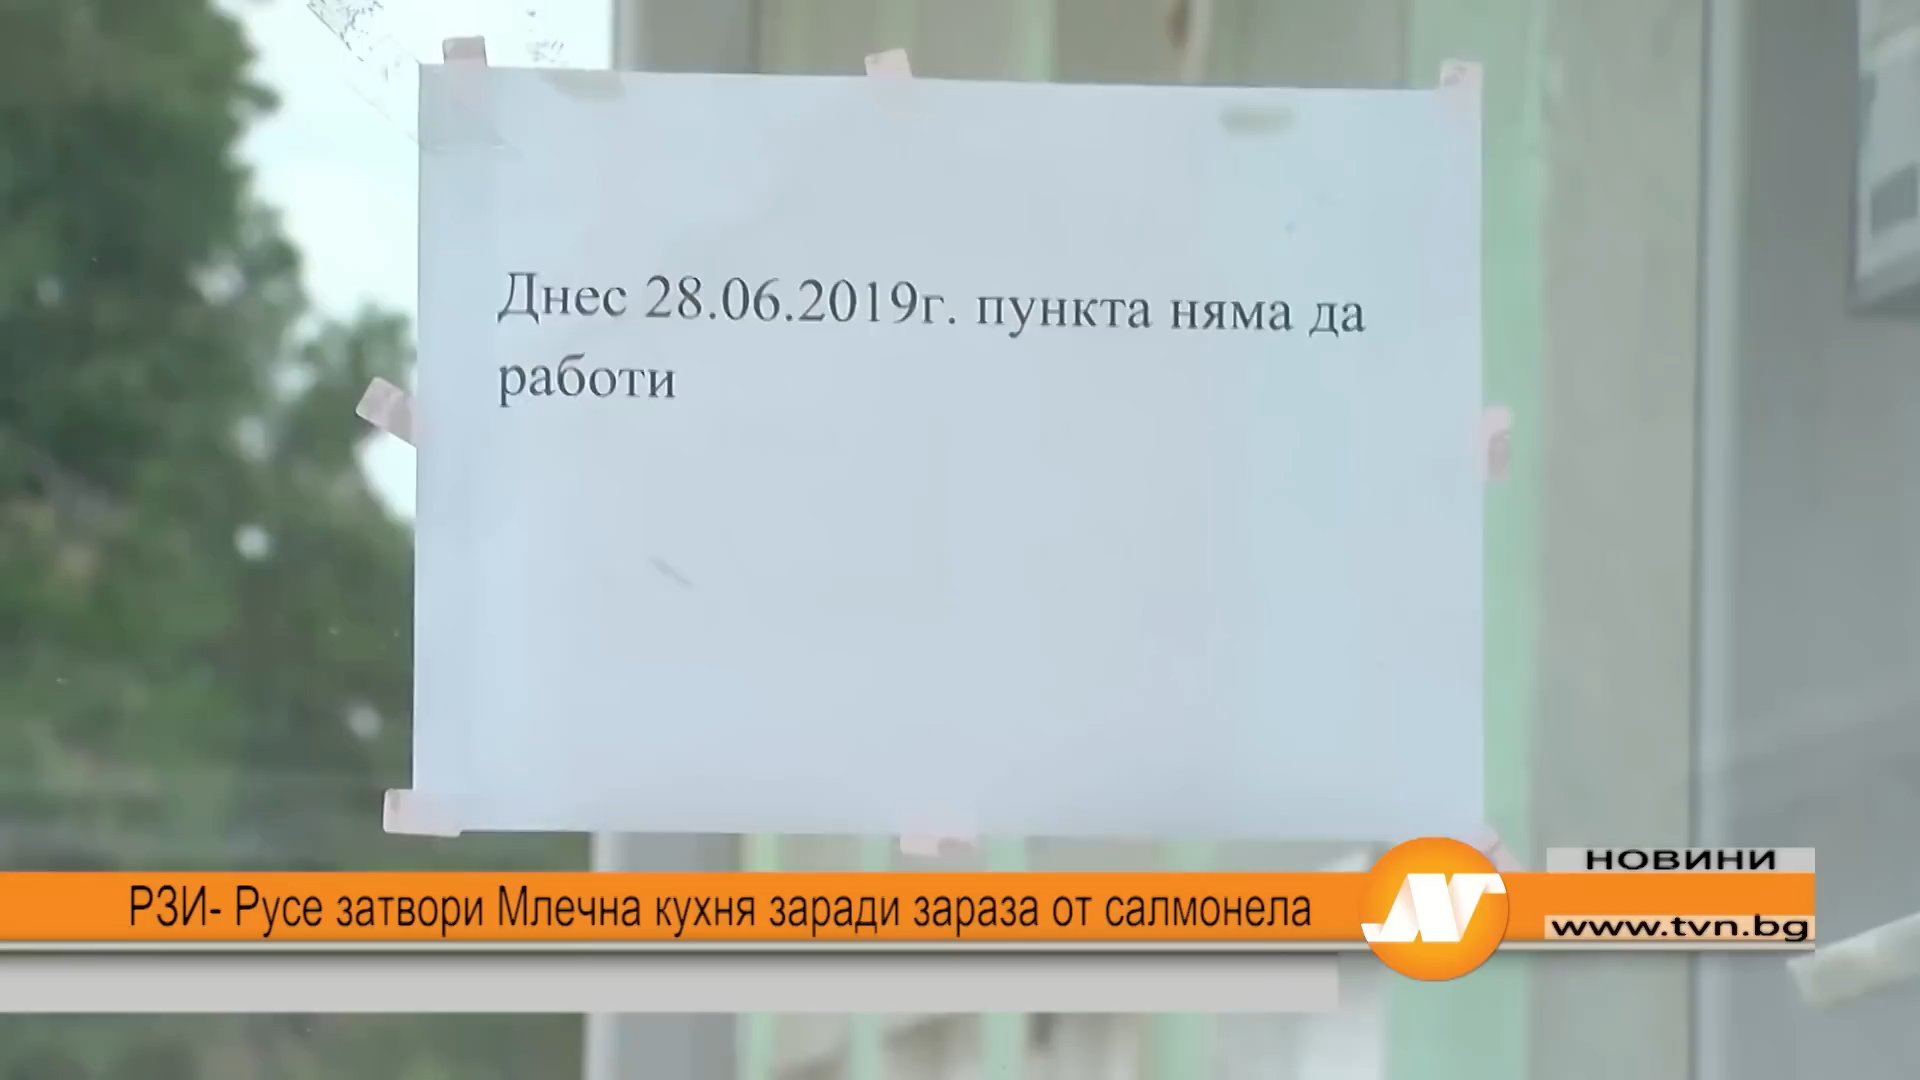 Днес 28.06.2019г. пункта няма да
работи
РЗИ- Русе затвори Млечна кухня заради зараза от салмонела
НОВИНИ
www.tvn.bg